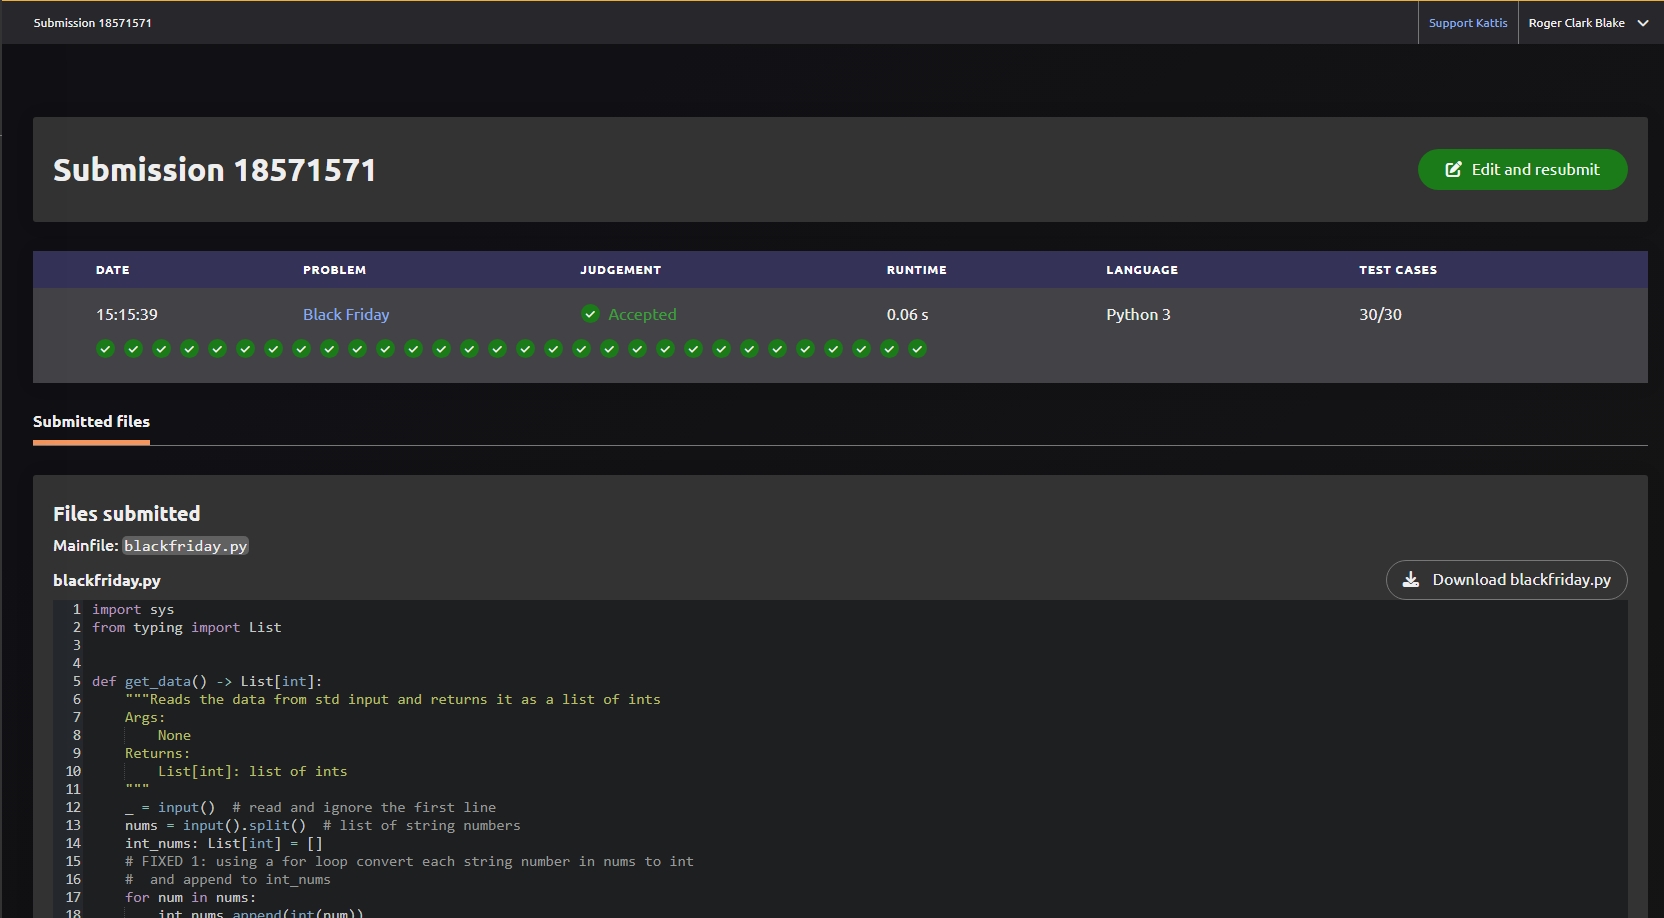 Submission 18571571
Support Kattis
Roger Clark Blake
Submission 18571571
Edit and resubmit
DATE PROBLEM JUDGEMENT RUNTIME LANGUAGE TEST CASES
15:15:39 Black Friday Accepted 0.06 s Python 3 30/30
Submitted files
Files submitted
Mainfile: blackfriday.py
blackfriday.py
Download blackfriday.py
1 import sys
2 from typing import List
3
4
5 def get_data() -> List[int]:
6     """Reads the data from std input and returns it as a list of ints
7     Args:
8         None
9     Returns:
10         List[int]: list of ints
11     """
12     _ = input()  # read and ignore the first line
13     nums = input().split()  # list of string numbers
14     int_nums: List[int] = []
15     # FIXED 1: using a for loop convert each string number in nums to int
16     #  and append to int_nums
17     for num in nums:
18         int_nums.append(int(num))